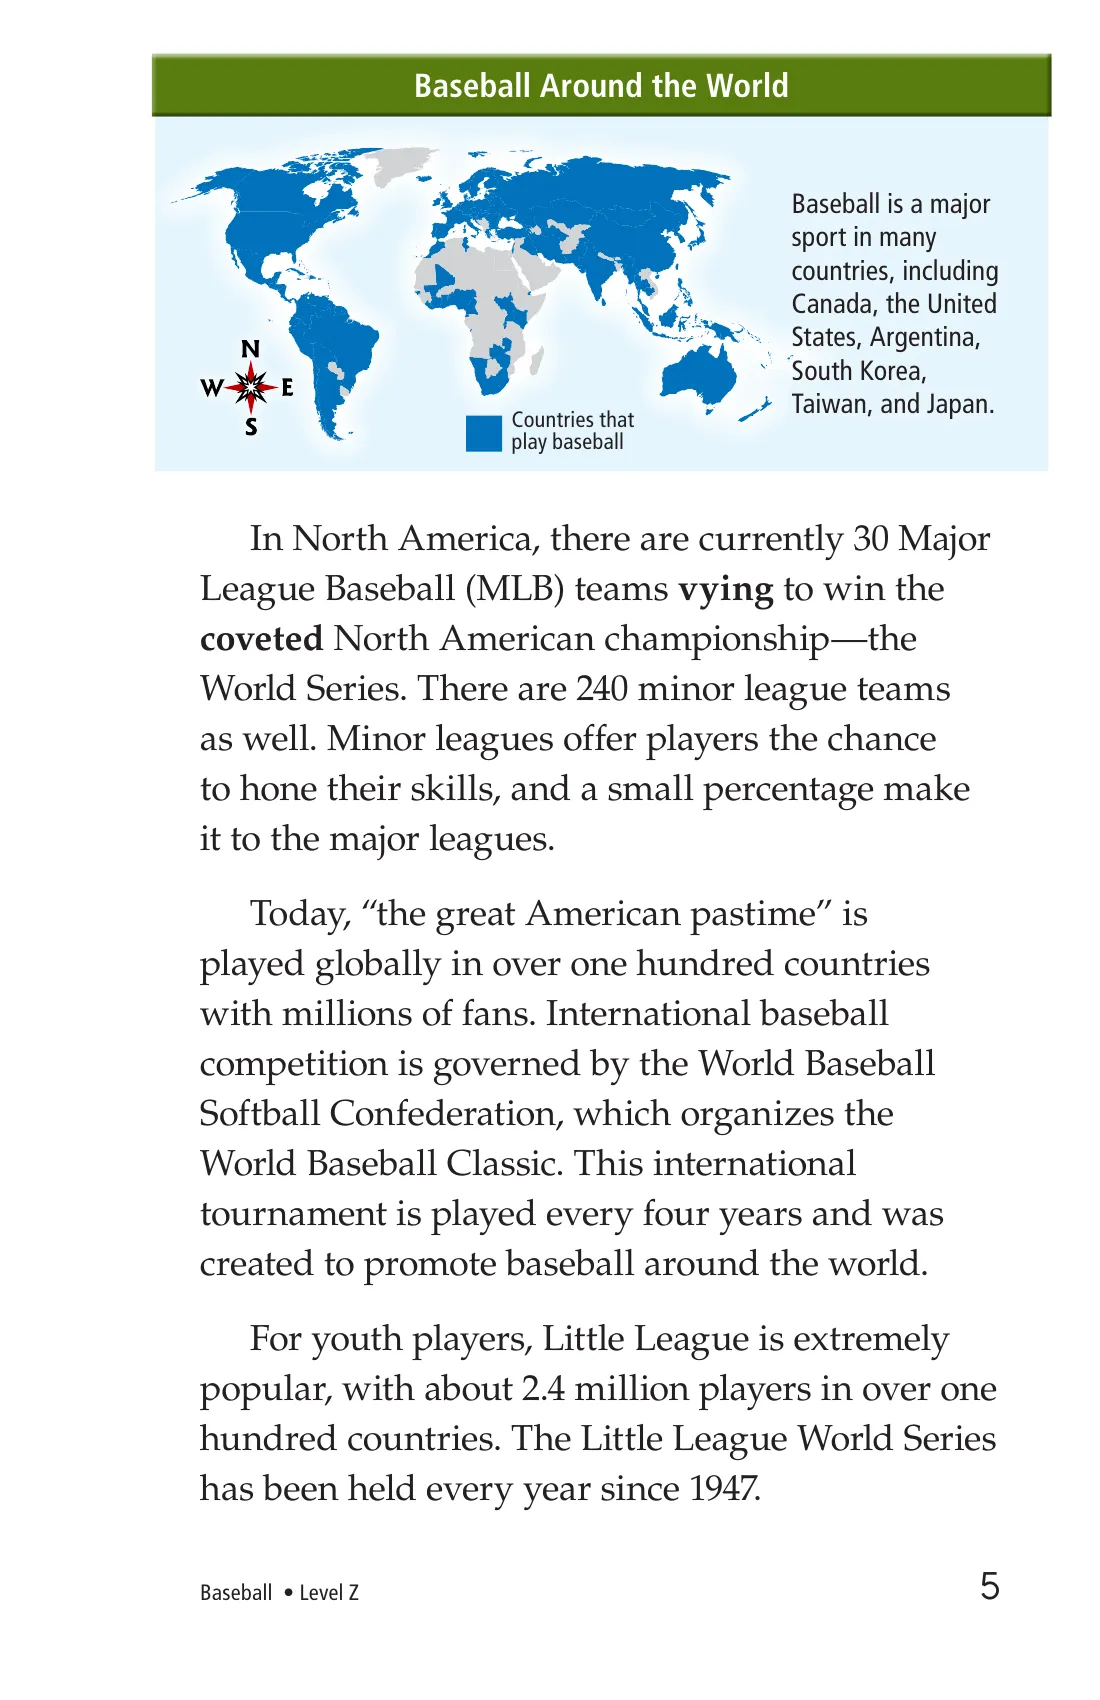 Baseball Around the World
Baseball is a major
sport in many
countries, including
Canada, the United
States, Argentina,
South Korea,
Taiwan, and Japan.
N
W E
S
Countries that
play baseball
In North America, there are currently 30 Major
League Baseball (MLB) teams vying to win the
coveted North American championship—the
World Series. There are 240 minor league teams
as well. Minor leagues offer players the chance
to hone their skills, and a small percentage make
it to the major leagues.
Today, “the great American pastime” is
played globally in over one hundred countries
with millions of fans. International baseball
competition is governed by the World Baseball
Softball Confederation, which organizes the
World Baseball Classic. This international
tournament is played every four years and was
created to promote baseball around the world.
For youth players, Little League is extremely
popular, with about 2.4 million players in over one
hundred countries. The Little League World Series
has been held every year since 1947.
Baseball • Level Z
5